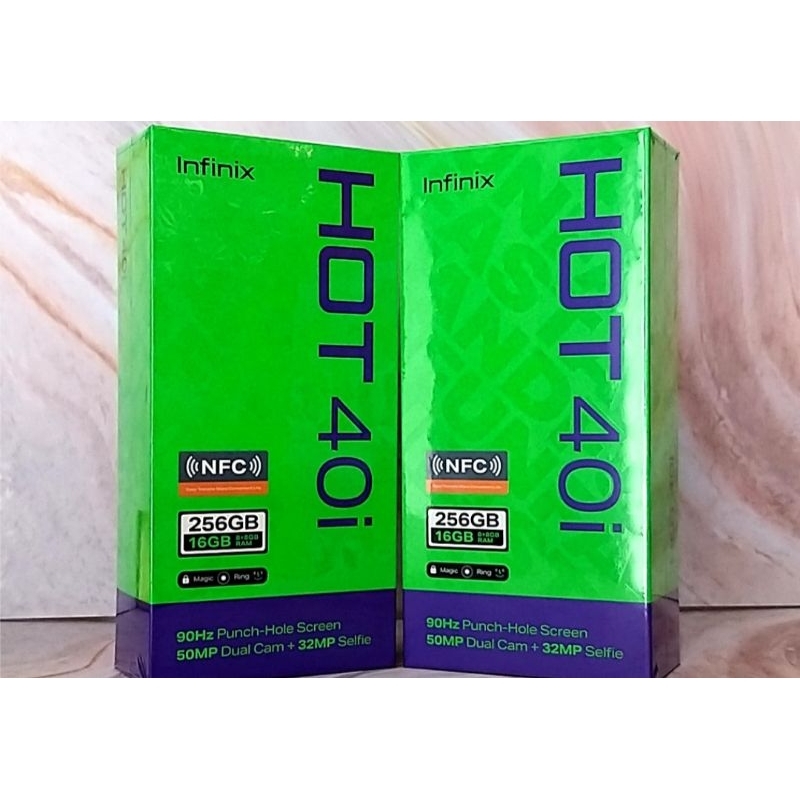 Infinix
HOT 40i
((NFC))
256GB
16GB 8+8GB RAM
Magic Ring
90Hz Punch-Hole Screen
50MP Dual Cam + 32MP Selfie
Infinix
HOT 40i
((NFC))
256GB
16GB 8+8GB RAM
Magic Ring
90Hz Punch-Hole Screen
50MP Dual Cam + 32MP Selfie